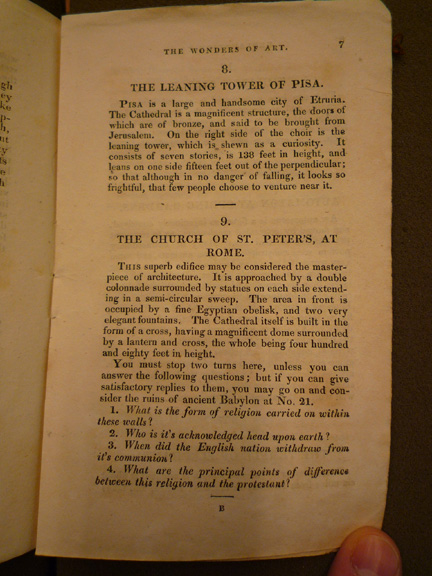 THE WONDERS OF ART. 7
8.
THE LEANING TOWER OF PISA.
PISA is a large and handsome city of Etruria.
The Cathedral is a magnificent structure, the doors of
which are of bronze, and said to be brought from
Jerusalem. On the right side of the choir is the
leaning tower, which is shewn as a curiosity. It
consists of seven stories, is 138 feet in height, and
leans on one side fifteen feet out of the perpendicular;
so that although in no danger of falling, it looks so
frightful, that few people choose to venture near it.
9.
THE CHURCH OF ST. PETER'S, AT
ROME.
THIS superb edifice may be considered the master-
piece of architecture. It is approached by a double
colonnade surrounded by statues on each side extend-
ing in a semi-circular sweep. The area in front is
occupied by a fine Egyptian obelisk, and two very
elegant fountains. The Cathedral itself is built in the
form of a cross, having a magnificent dome surrounded
by a lantern and cross, the whole being four hundred
and eighty feet in height.
You must stop two turns here, unless you can
answer the following questions; but if you can give
satisfactory replies to them, you may go on and con-
sider the ruins of ancient Babylon at No. 21.
1. What is the form of religion carried on within
these walls?
2. Who is it's acknowledged head upon earth?
3. When did the English nation withdraw from
it's communion?
4. What are the principal points of difference
between this religion and the protestant?
B